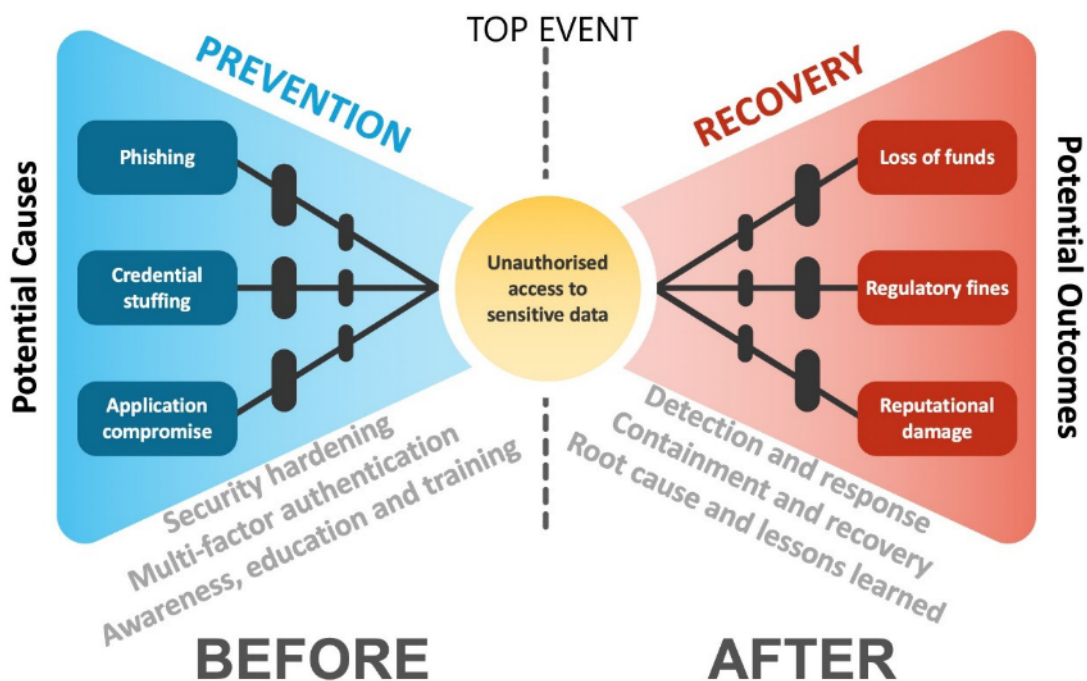 TOP EVENT
PREVENTION
RECOVERY
Potential Causes
Phishing
Credential
stuffing
Application
compromise
Unauthorised
access to
sensitive data
Loss of funds
Regulatory fines
Reputational
damage
Potential Outcomes
Security hardening
Multi-factor authentication
Awareness, education and training
Detection and response
Containment and recovery
Root cause and lessons learned
BEFORE
AFTER